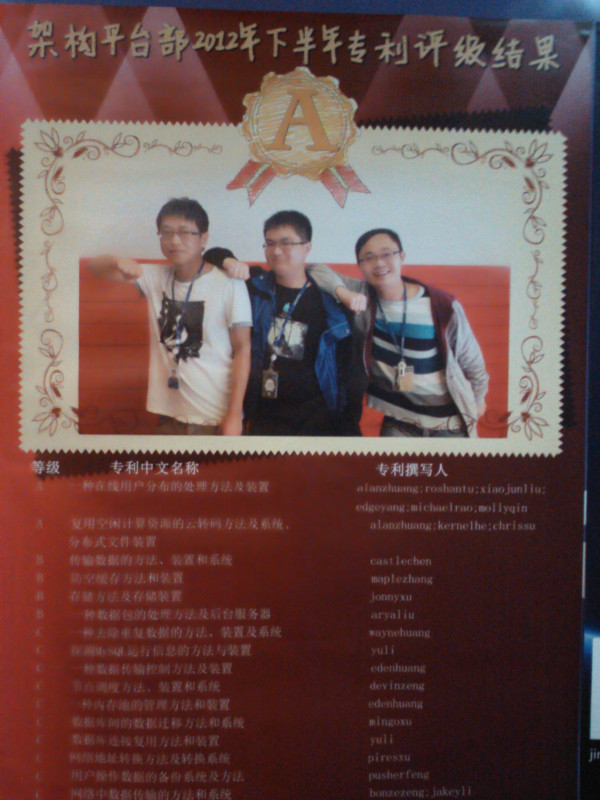 架构平台部2012年下半年专利评级结果
A
等级 专利中文名称 专利撰写人
A 一种在线用户分布的处理方法及装置 alanzhuang;roshantu;xiaojunliu;
edgeyang;michaelrao;mollyqin
A 复用空闲计算资源的云转码方法及系统、 alanzhuang;kernelhe;chrissu
分布式文件装置
B 传输数据的方法、装置和系统 castlechen
B 防空缓存方法和装置 maplezhang
B 存储方法及存储装置 jonnyxu
B 一种数据包的处理方法及后台服务器 aryaliu
C 一种去除重复数据的方法、装置及系统 waynehuang
C 探测MySQL运行信息的方法与装置 yuli
C 一种数据传输控制方法及装置 edenhuang
C 节点调度方法、装置和系统 devinzeng
C 一种内存池的管理方法和装置 edenhuang
C 数据库间的数据迁移方法和系统 mingoxu
C 数据库连接复用方法和装置 yuli
C 网络地址转换方法及转换系统 piresxu
C 用户操作数据的备份系统及方法 pusherfeng
C 网络中数据传输的方法和系统 bonzezeng;jakeyli